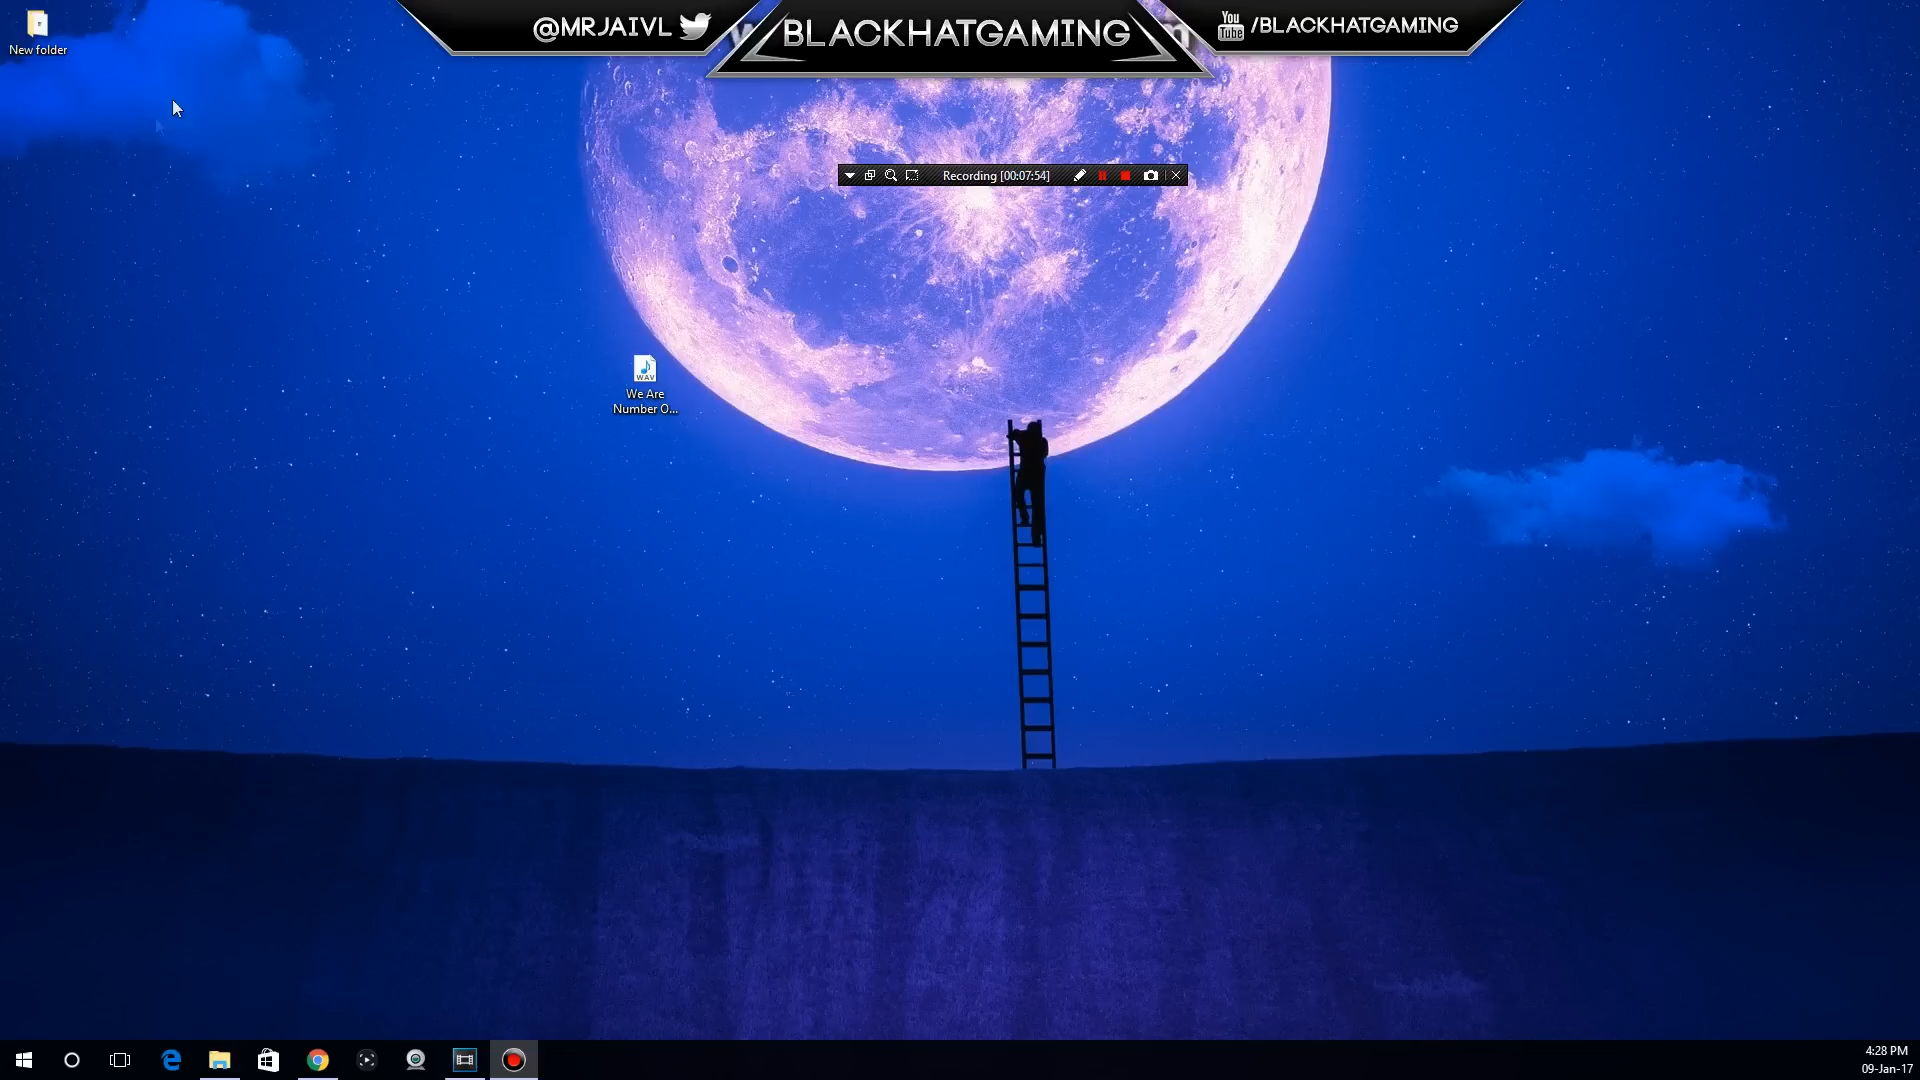 @MRJAIVL
BLACKHATGAMING
You
Tube
/BLACKHATGAMING
New folder
Recording [00:07:54]
WAV
We Are
Number O...
4:28 PM
09-Jan-17